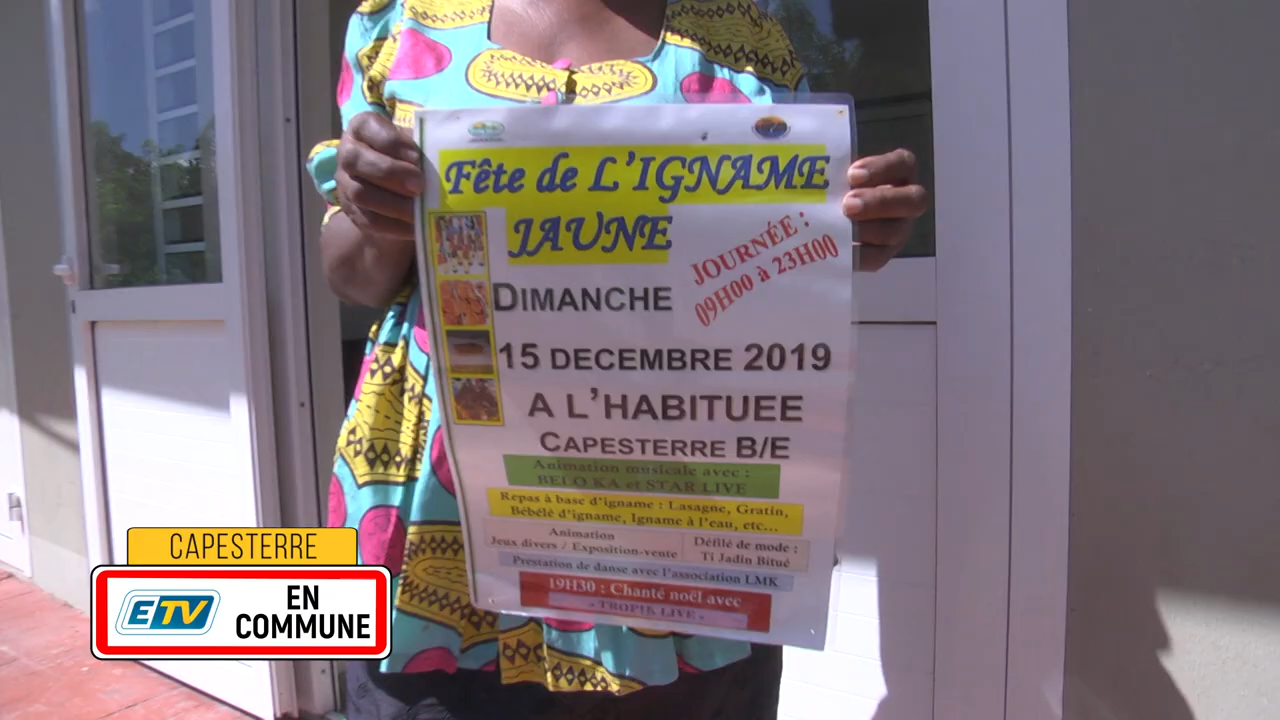 Fête de L'IGNAME
JAUNE
JOURNÉE :
09H00 à 23H00
DIMANCHE
15 DECEMBRE 2019
A L'HABITUEE
CAPESTERRE B/E
Animation musicale avec :
BELO KA et STAR LIVE
Repas à base d'igname : Lasagne, Gratin,
Bébélé d'igname, Igname à l'eau, etc...
Animation
Jeux divers / Exposition-vente
Défilé de mode :
Ti Jadin Bitué
Prestation de danse avec l'association LMK
19H30 : Chanté noël avec
« TROPIK LIVE »
CAPESTERRE
ETV
EN
COMMUNE